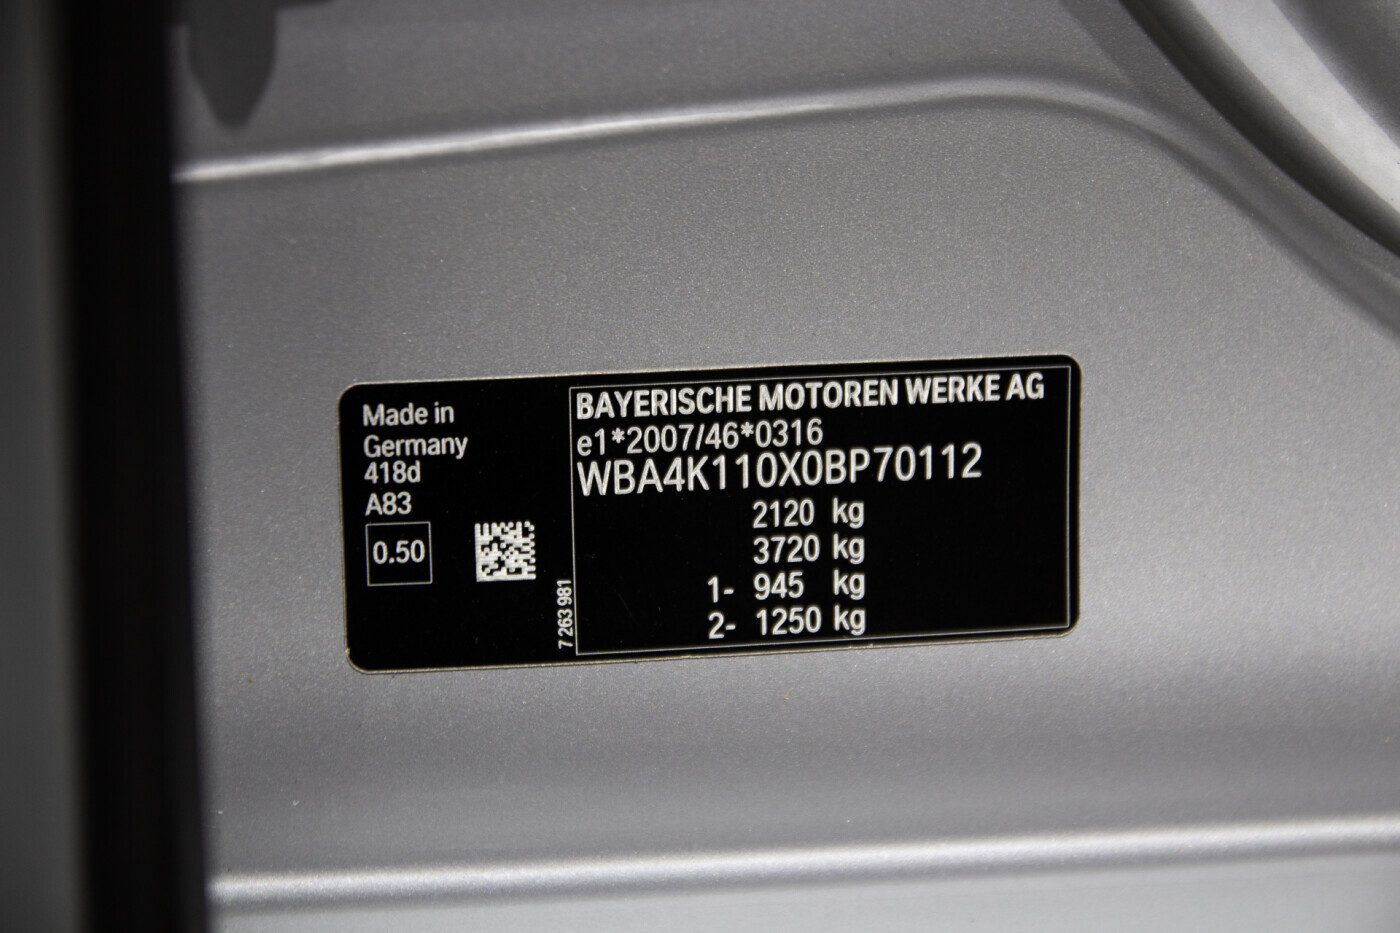 Made in
Germany
418d
A83
0.50
7 263 981
BAYERISCHE MOTOREN WERKE AG
e1*2007/46*0316
WBA4K110X0BP70112
2120 kg
3720 kg
1- 945 kg
2- 1250 kg